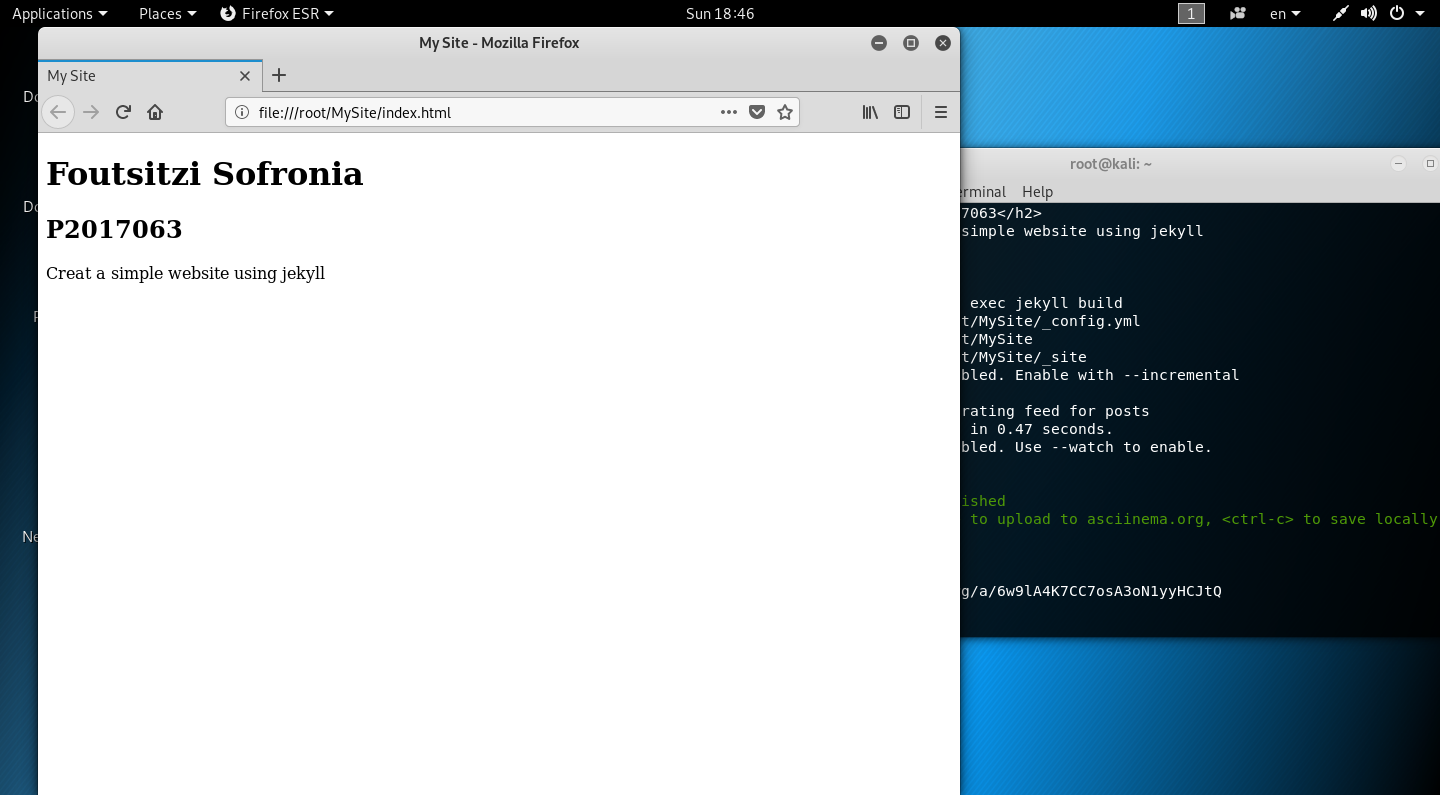 Applications Places Firefox ESR Sun 18:46 1 en
My Site - Mozilla Firefox
My Site
file:///root/MySite/index.html
Foutsitzi Sofronia
P2017063
Creat a simple website using jekyll
root@kali: ~
erminal Help
7063</h2>
simple website using jekyll
exec jekyll build
t/MySite/_config.yml
t/MySite
t/MySite/_site
bled. Enable with --incremental
rating feed for posts
in 0.47 seconds.
bled. Use --watch to enable.
ished
to upload to asciinema.org, <ctrl-c> to save locally
g/a/6w9lA4K7CC7osA3oN1yyHCJtQ
Do
Do
Ne